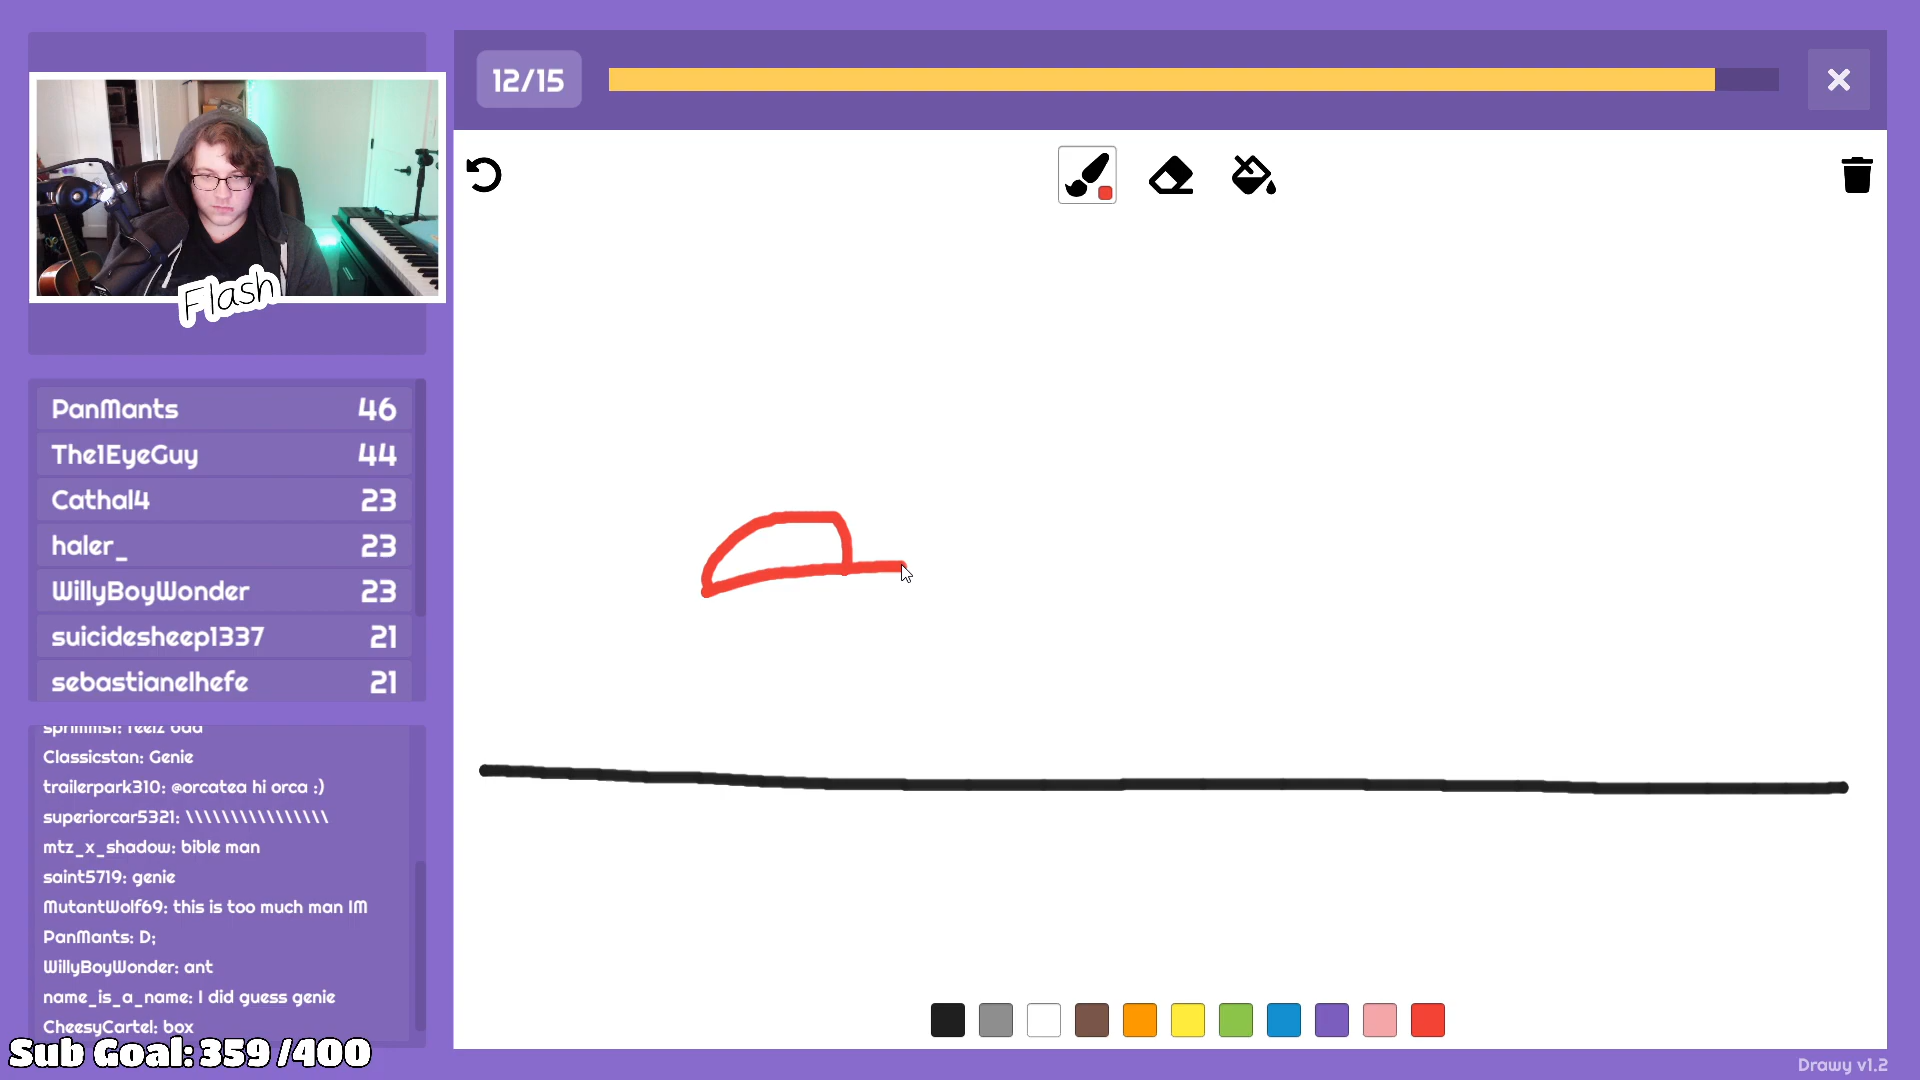 12/15
Flash
PanMants 46
The1EyeGuy 44
Cathal4 23
haler_ 23
WillyBoyWonder 23
suicidesheep1337 21
sebastianelhefe 21
Classicstan: Genie
trailerpark310: @orcatea hi orca :)
superiorcar5321: \\\\\\\\\\\\\\\\
mtz_x_shadow: bible man
saint5719: genie
MutantWolf69: this is too much man IM
PanMants: D;
WillyBoyWonder: ant
name_is_a_name: I did guess genie
CheesyCartel: box
Sub Goal: 359 /400
Drawy v1.2